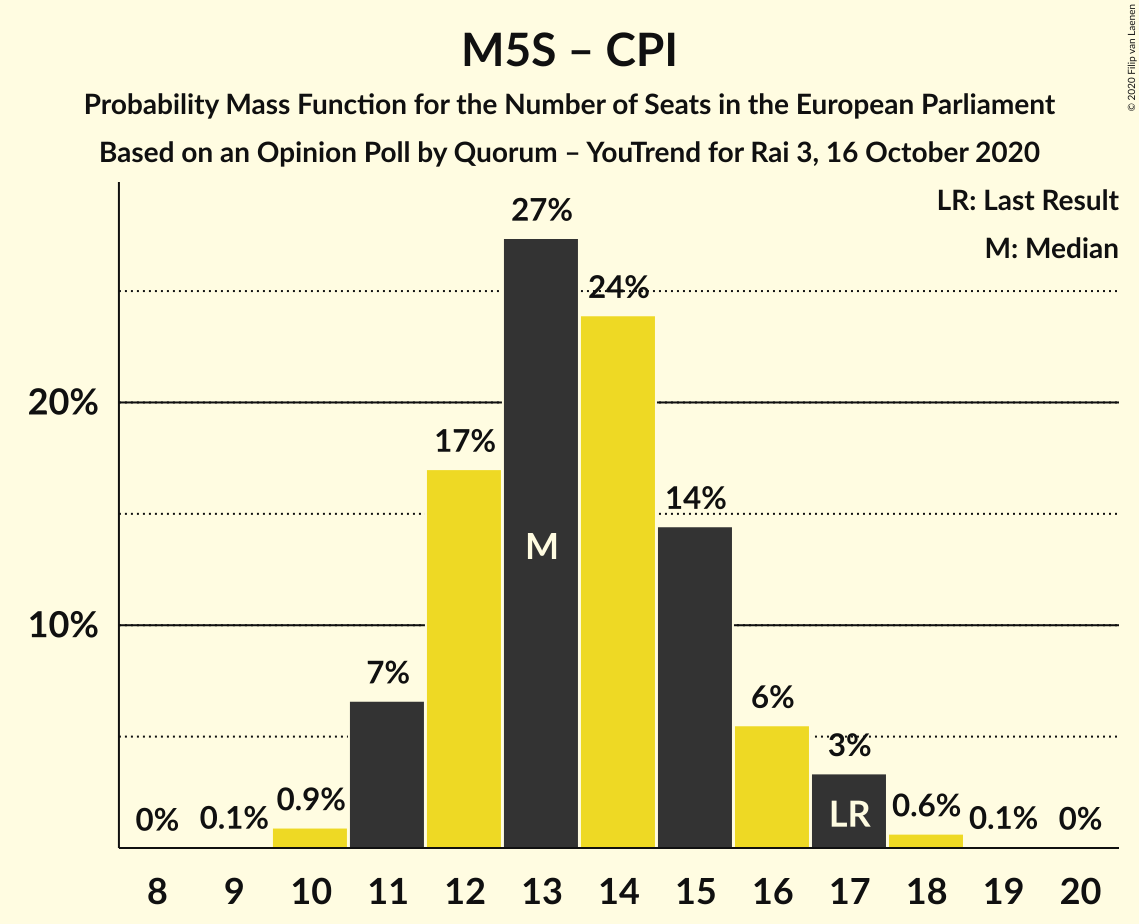 M5S – CPI
Probability Mass Function for the Number of Seats in the European Parliament
Based on an Opinion Poll by Quorum – YouTrend for Rai 3, 16 October 2020
© 2020 Filip van Laenen
LR: Last Result
M: Median
20%
10%
0%
0.1%
0.9%
7%
17%
27%
24%
14%
6%
3%
0.6%
0.1%
0%
M
LR
8 9 10 11 12 13 14 15 16 17 18 19 20